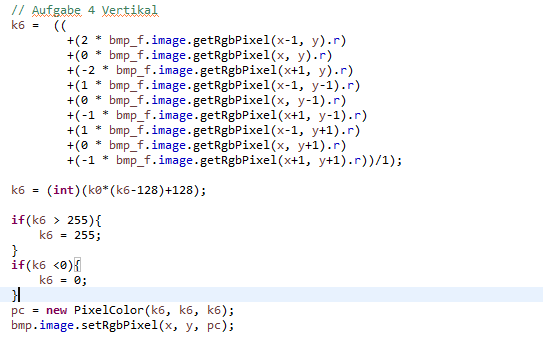 // Aufgabe 4 Vertikal
k6 =  ((
+(2 * bmp_f.image.getRgbPixel(x-1, y).r)
+(0 * bmp_f.image.getRgbPixel(x, y).r)
+(-2 * bmp_f.image.getRgbPixel(x+1, y).r)
+(1 * bmp_f.image.getRgbPixel(x-1, y-1).r)
+(0 * bmp_f.image.getRgbPixel(x, y-1).r)
+(-1 * bmp_f.image.getRgbPixel(x+1, y-1).r)
+(1 * bmp_f.image.getRgbPixel(x-1, y+1).r)
+(0 * bmp_f.image.getRgbPixel(x, y+1).r)
+(-1 * bmp_f.image.getRgbPixel(x+1, y+1).r))/1);
k6 = (int)(k0*(k6-128)+128);
if(k6 > 255){
k6 = 255;
}
if(k6 <0){
k6 = 0;
}
pc = new PixelColor(k6, k6, k6);
bmp.image.setRgbPixel(x, y, pc);